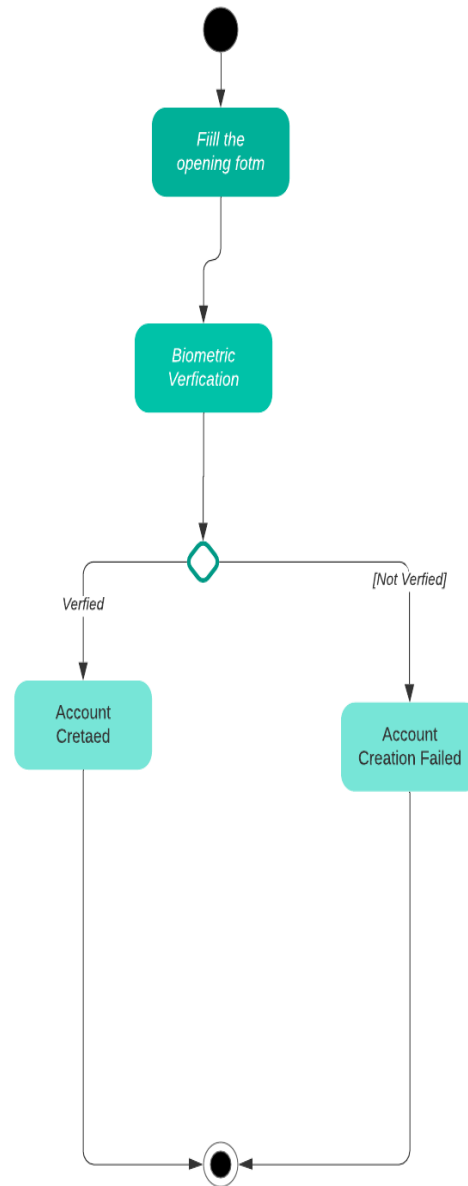 Fiill the
opening fotm
Biometric
Verfication
Verfied
[Not Verfied]
Account
Cretaed
Account
Creation Failed